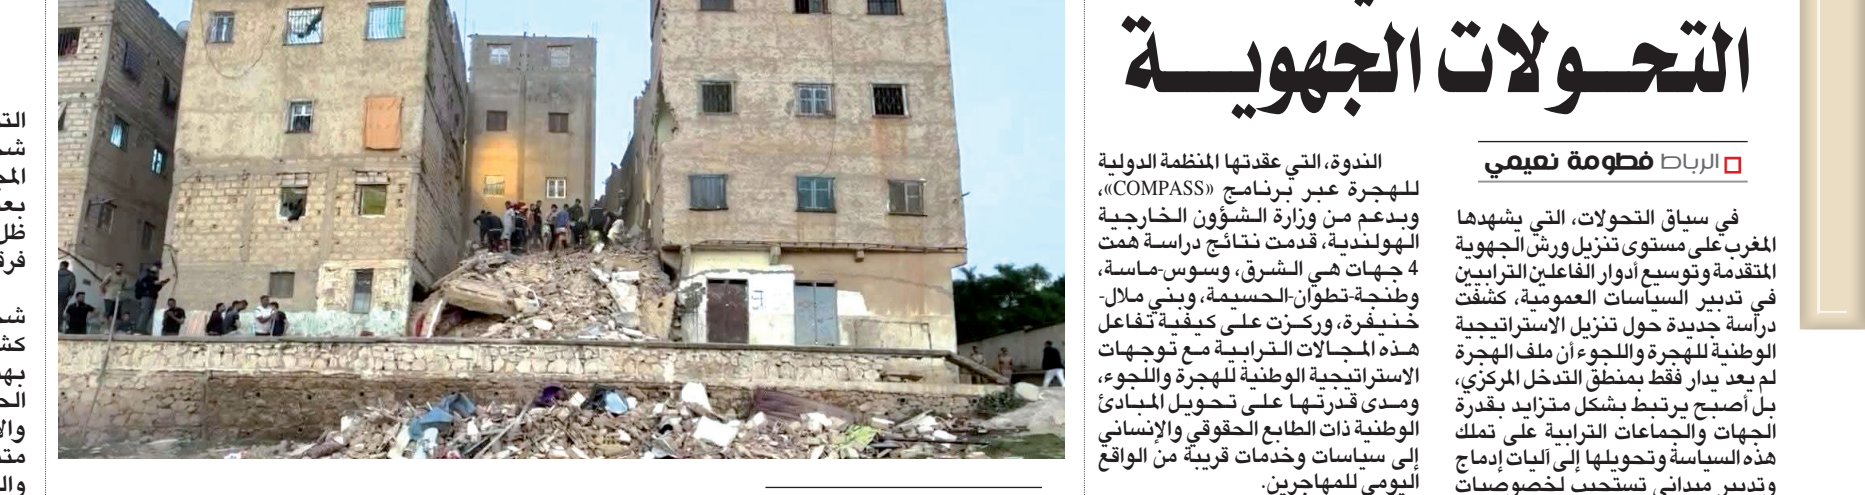 التحولات الجهوية
الرباط فطومة نعيمي
في سياق التحولات، التي يشهدها
المغرب على مستوى تنزيل ورش الجهوية
المتقدمة وتوسيع أدوار الفاعلين الترابيين
في تدبير السياسات العمومية، كشفت
دراسة جديدة حول تنزيل الاستراتيجية
الوطنية للهجرة واللجوء أن ملف الهجرة
لم يعد يدار فقط بمنطق التدخل المركزي،
بل أصبح يرتبط بشكل متزايد بقدرة
الجهات والجماعات الترابية على تملك
هذه السياسة وتحويلها إلى آليات إدماج
وتدبير ميداني تستجيب لخصوصيات
الندوة، التي عقدتها المنظمة الدولية
للهجرة عبر برنامج «COMPASS»،
وبدعم من وزارة الشؤون الخارجية
الهولندية، قدمت نتائج دراسة همت
4 جهات هي الشرق، وسوس-ماسة،
وطنجة-تطوان-الحسيمة، وبني ملال-
خنيفرة، وركزت على كيفية تفاعل
هذه المجالات الترابية مع توجهات
الاستراتيجية الوطنية للهجرة واللجوء،
ومدى قدرتها على تحويل المبادئ
الوطنية ذات الطابع الحقوقي والإنساني
إلى سياسات وخدمات قريبة من الواقع
اليومي للمهاجرين.